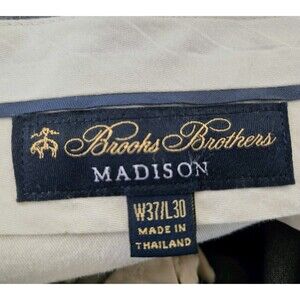 Brooks Brothers
MADISON
W37/L30
MADE IN
THAILAND